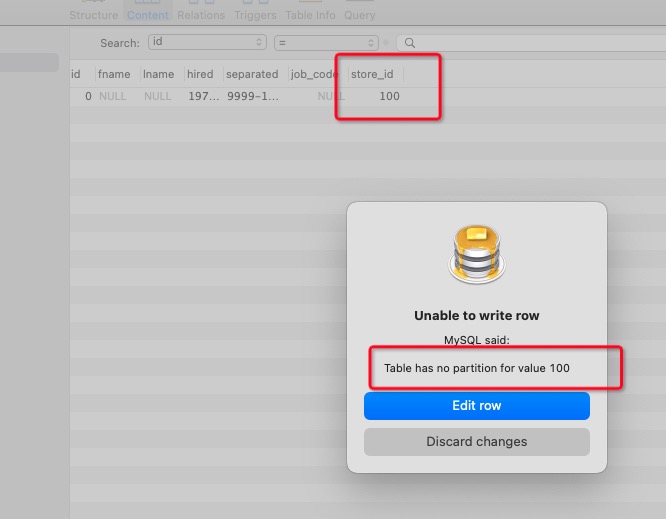 Structure Content Relations Triggers Table Info Query
Search: id =
id fname lname hired separated job_code store_id
0 NULL NULL 197... 9999-1... NULL 100
Unable to write row
MySQL said:
Table has no partition for value 100
Edit row
Discard changes